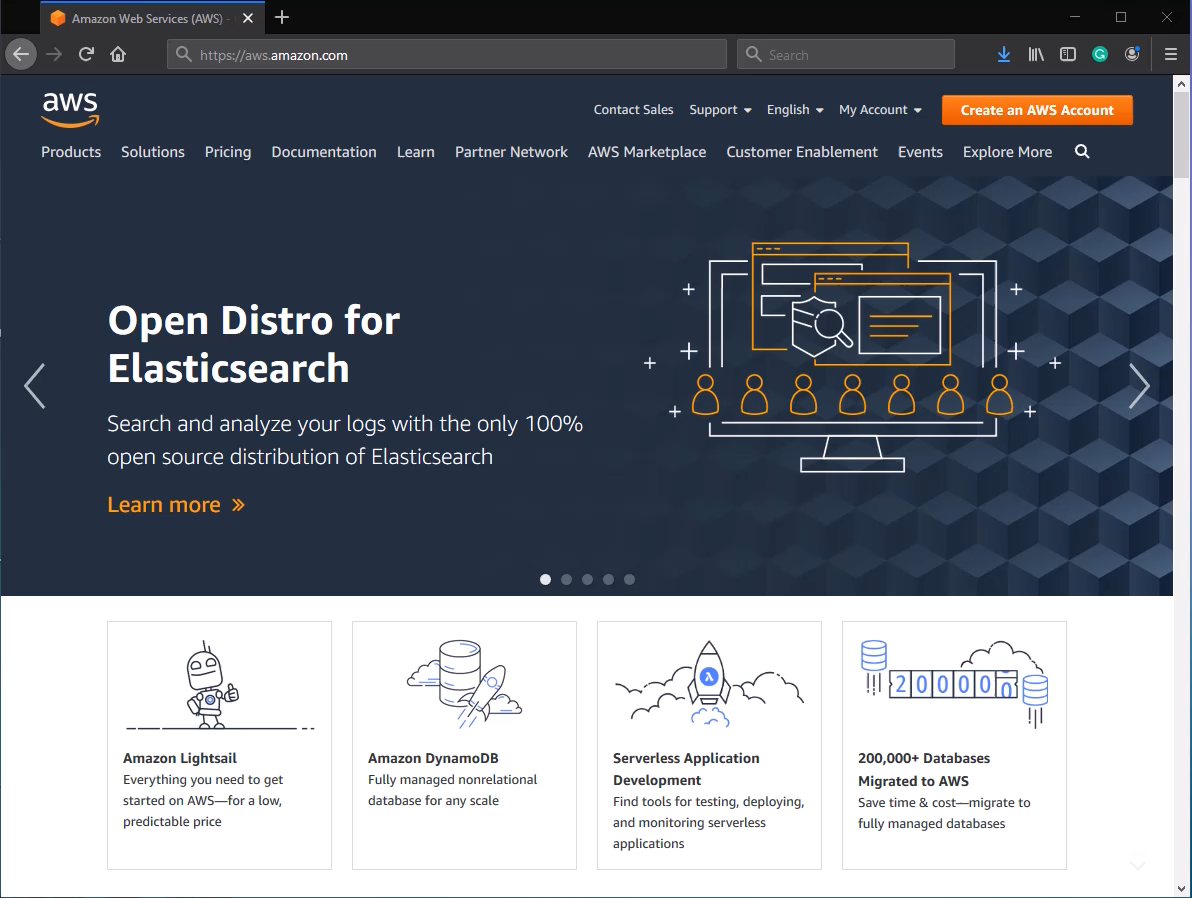 Amazon Web Services (AWS) -
https://aws.amazon.com
Search
aws
Contact Sales Support English My Account Create an AWS Account
Products Solutions Pricing Documentation Learn Partner Network AWS Marketplace Customer Enablement Events Explore More
Open Distro for
Elasticsearch
Search and analyze your logs with the only 100%
open source distribution of Elasticsearch
Learn more »
Amazon Lightsail
Everything you need to get
started on AWS—for a low,
predictable price
Amazon DynamoDB
Fully managed nonrelational
database for any scale
λ
Serverless Application
Development
Find tools for testing, deploying,
and monitoring serverless
applications
200000
200,000+ Databases
Migrated to AWS
Save time & cost—migrate to
fully managed databases